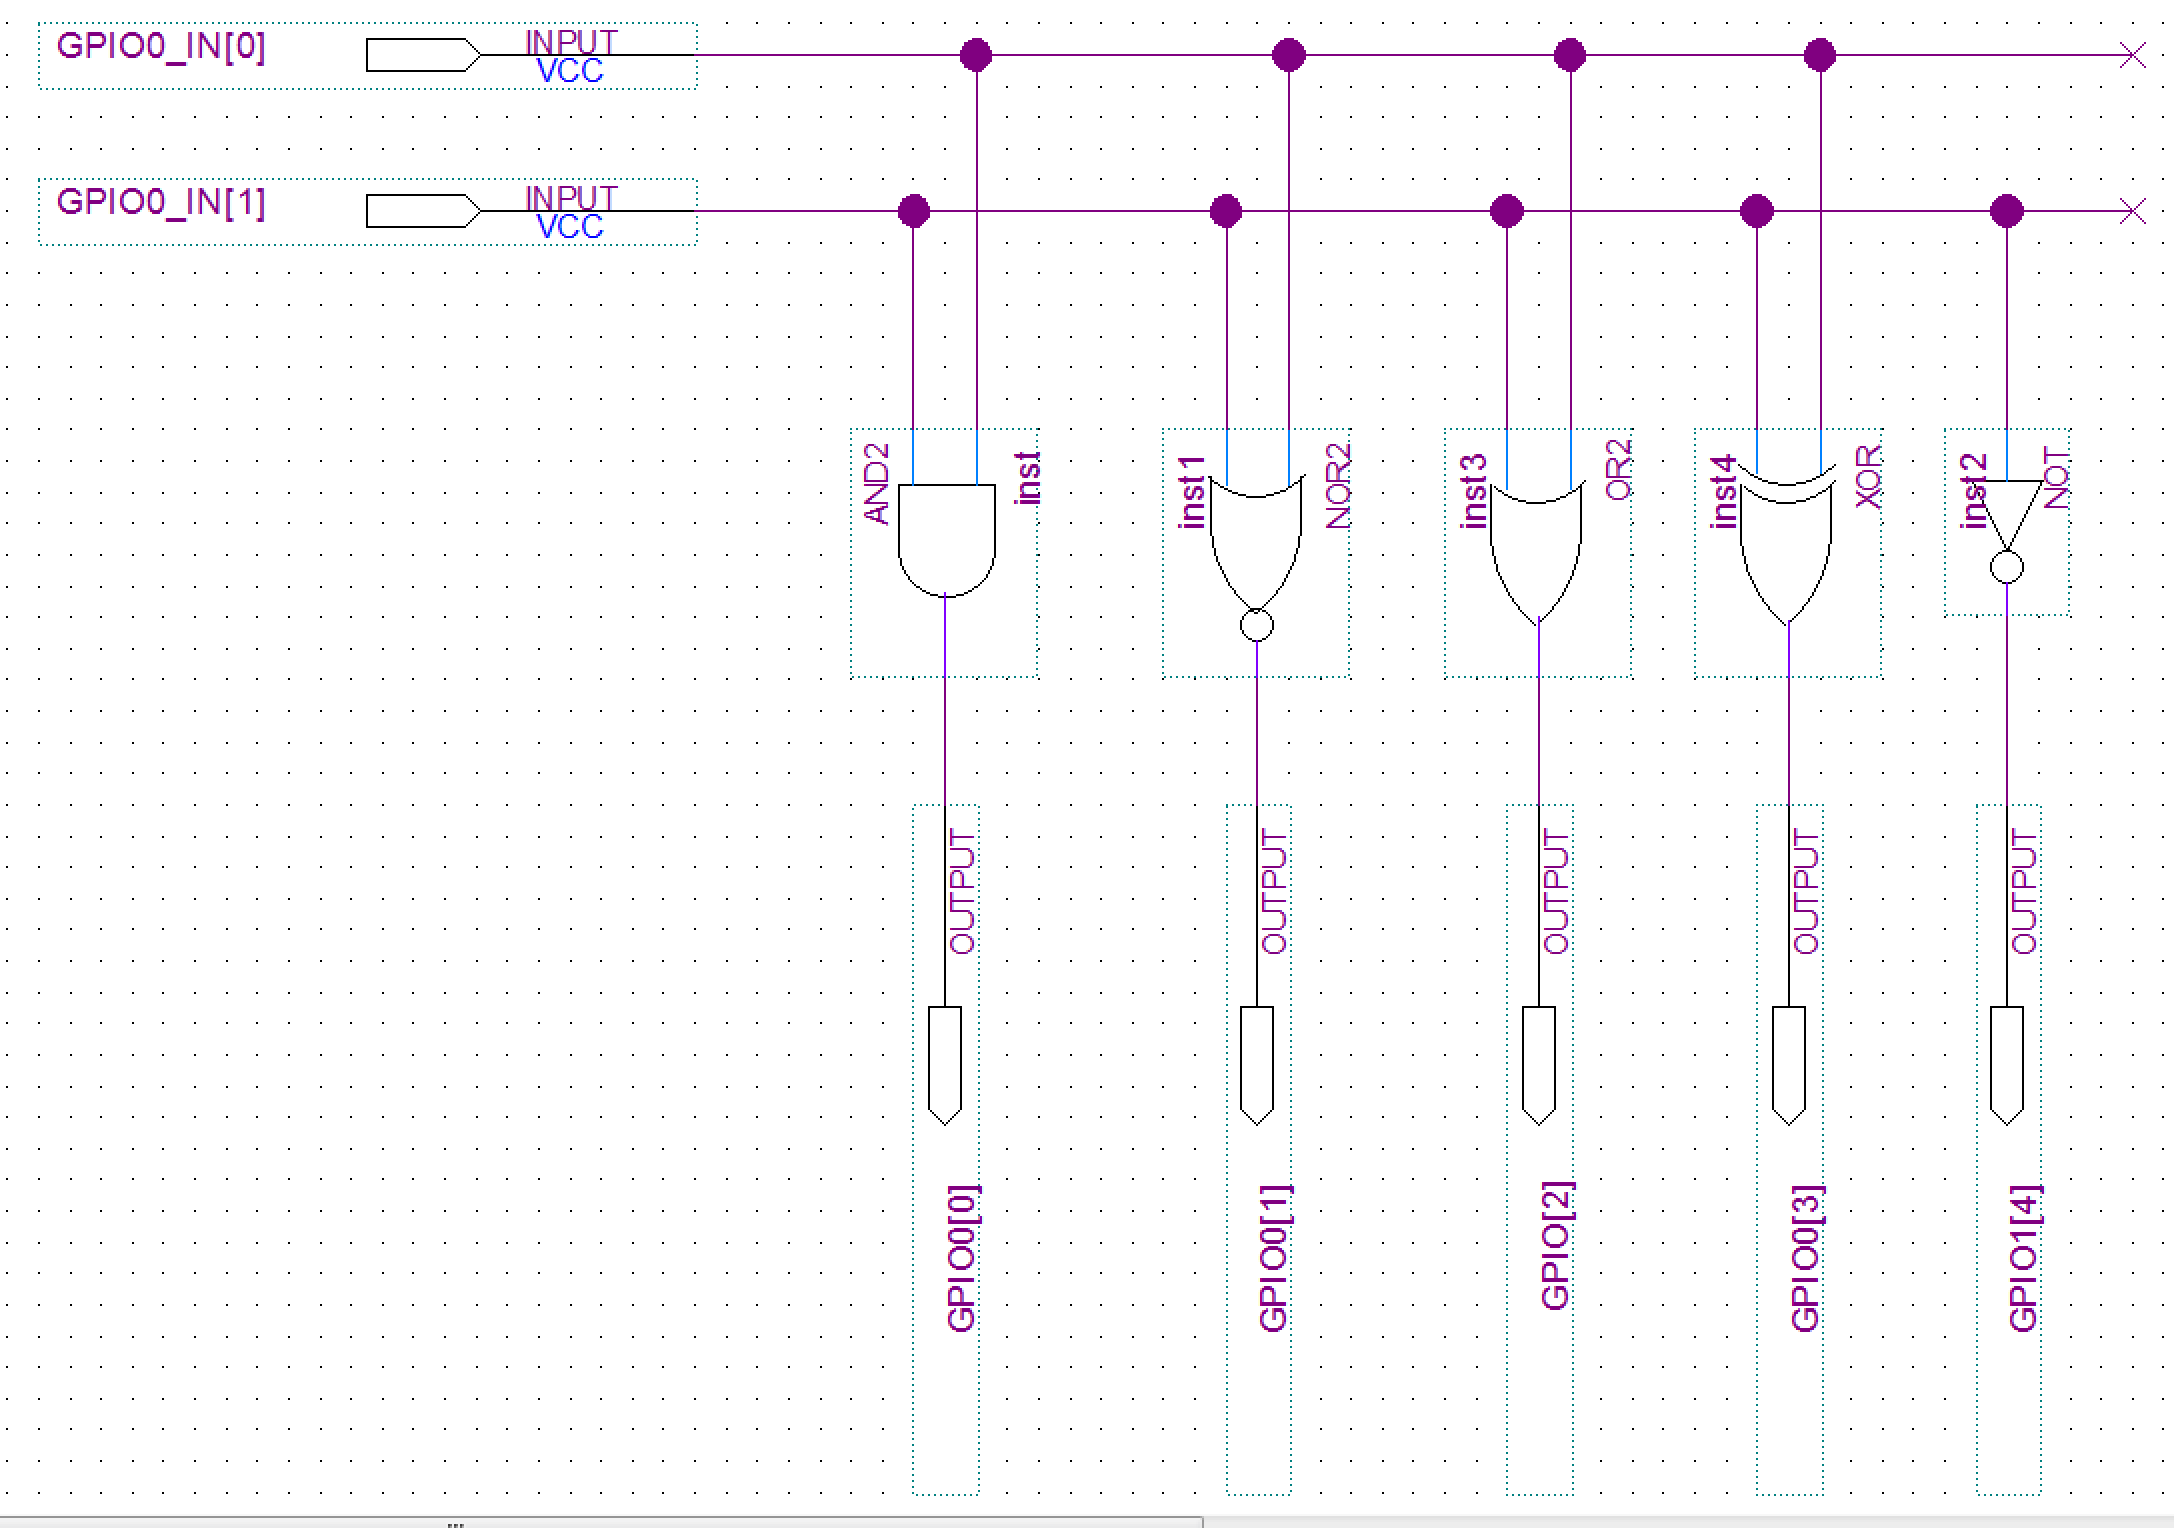 GPIO0_IN[0]
INPUT
VCC
GPIO0_IN[1]
INPUT
VCC
AND2
inst
inst1
NOR2
inst3
OR2
inst4
XOR
inst2
NOT
OUTPUT
OUTPUT
OUTPUT
OUTPUT
OUTPUT
GPIO0[0]
GPIO0[1]
GPIO[2]
GPIO0[3]
GPIO1[4]